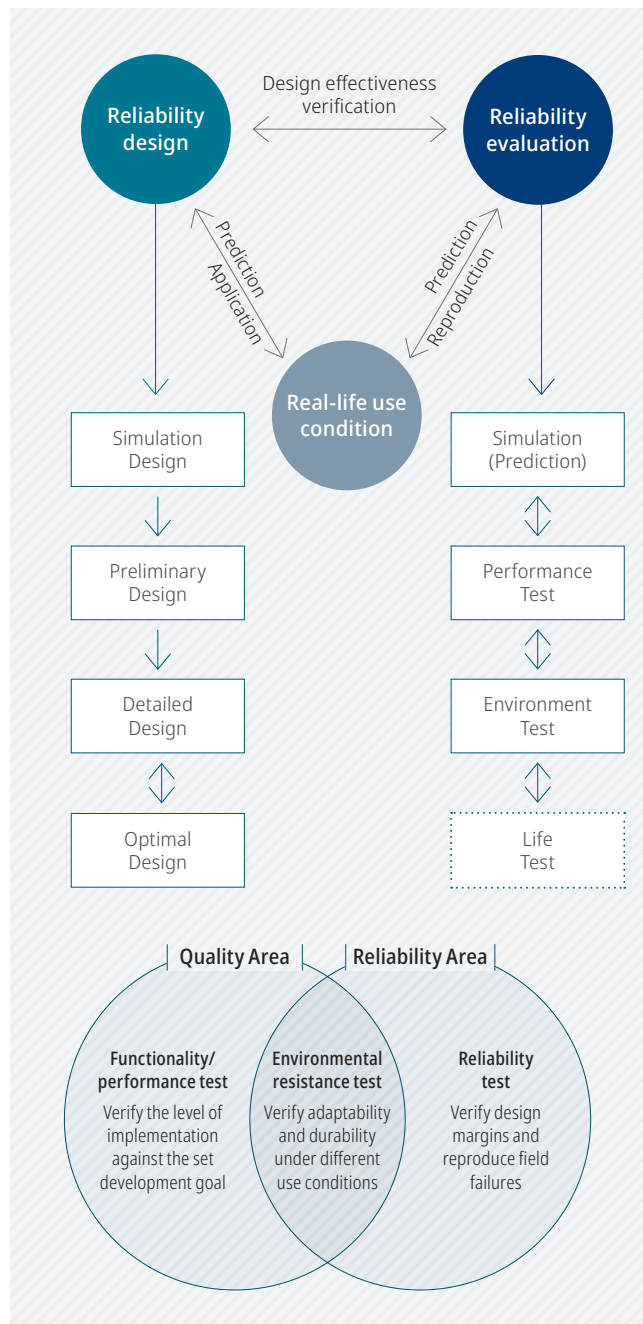 Reliability
design
Design effectiveness
verification
Reliability
evaluation
Prediction
Application
Prediction
Reproduction
Real-life use
condition
Simulation
Design
Preliminary
Design
Detailed
Design
Optimal
Design
Simulation
(Prediction)
Performance
Test
Environment
Test
Life
Test
Quality Area
Reliability Area
Functionality/
performance test
Verify the level of
implementation
against the set
development goal
Environmental
resistance test
Verify adaptability
and durability
under different
use conditions
Reliability
test
Verify design
margins and
reproduce field
failures